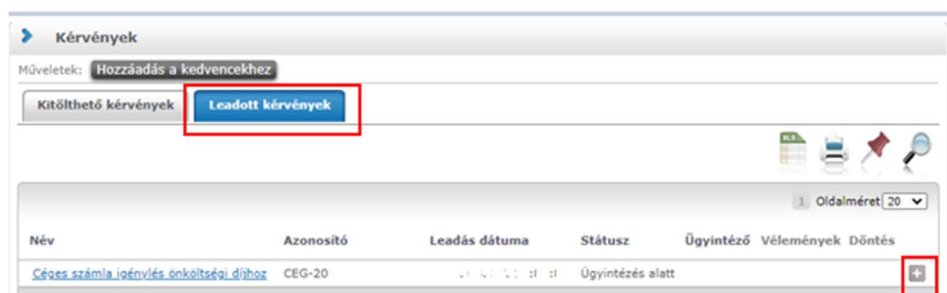 Kérvények
Műveletek: Hozzáadás a kedvencekhez
Kitölthető kérvények Leadott kérvények
XLS
1 Oldalméret 20
Név Azonosító Leadás dátuma Státusz Ügyintéző Vélemények Döntés
Céges számla igénylés önköltségi díjhoz CEG-20 Ügyintézés alatt